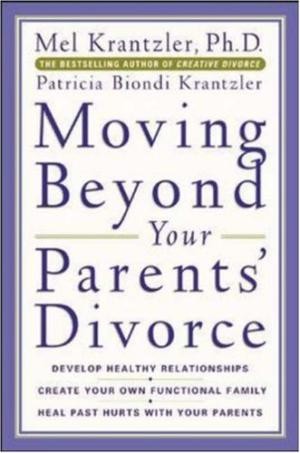 Mel Krantzler, Ph.D.
THE BESTSELLING AUTHOR OF CREATIVE DIVORCE
Patricia Biondi Krantzler
Moving
Beyond
Your
Parents'
Divorce
DEVELOP HEALTHY RELATIONSHIPS
CREATE YOUR OWN FUNCTIONAL FAMILY
HEAL PAST HURTS WITH YOUR PARENTS